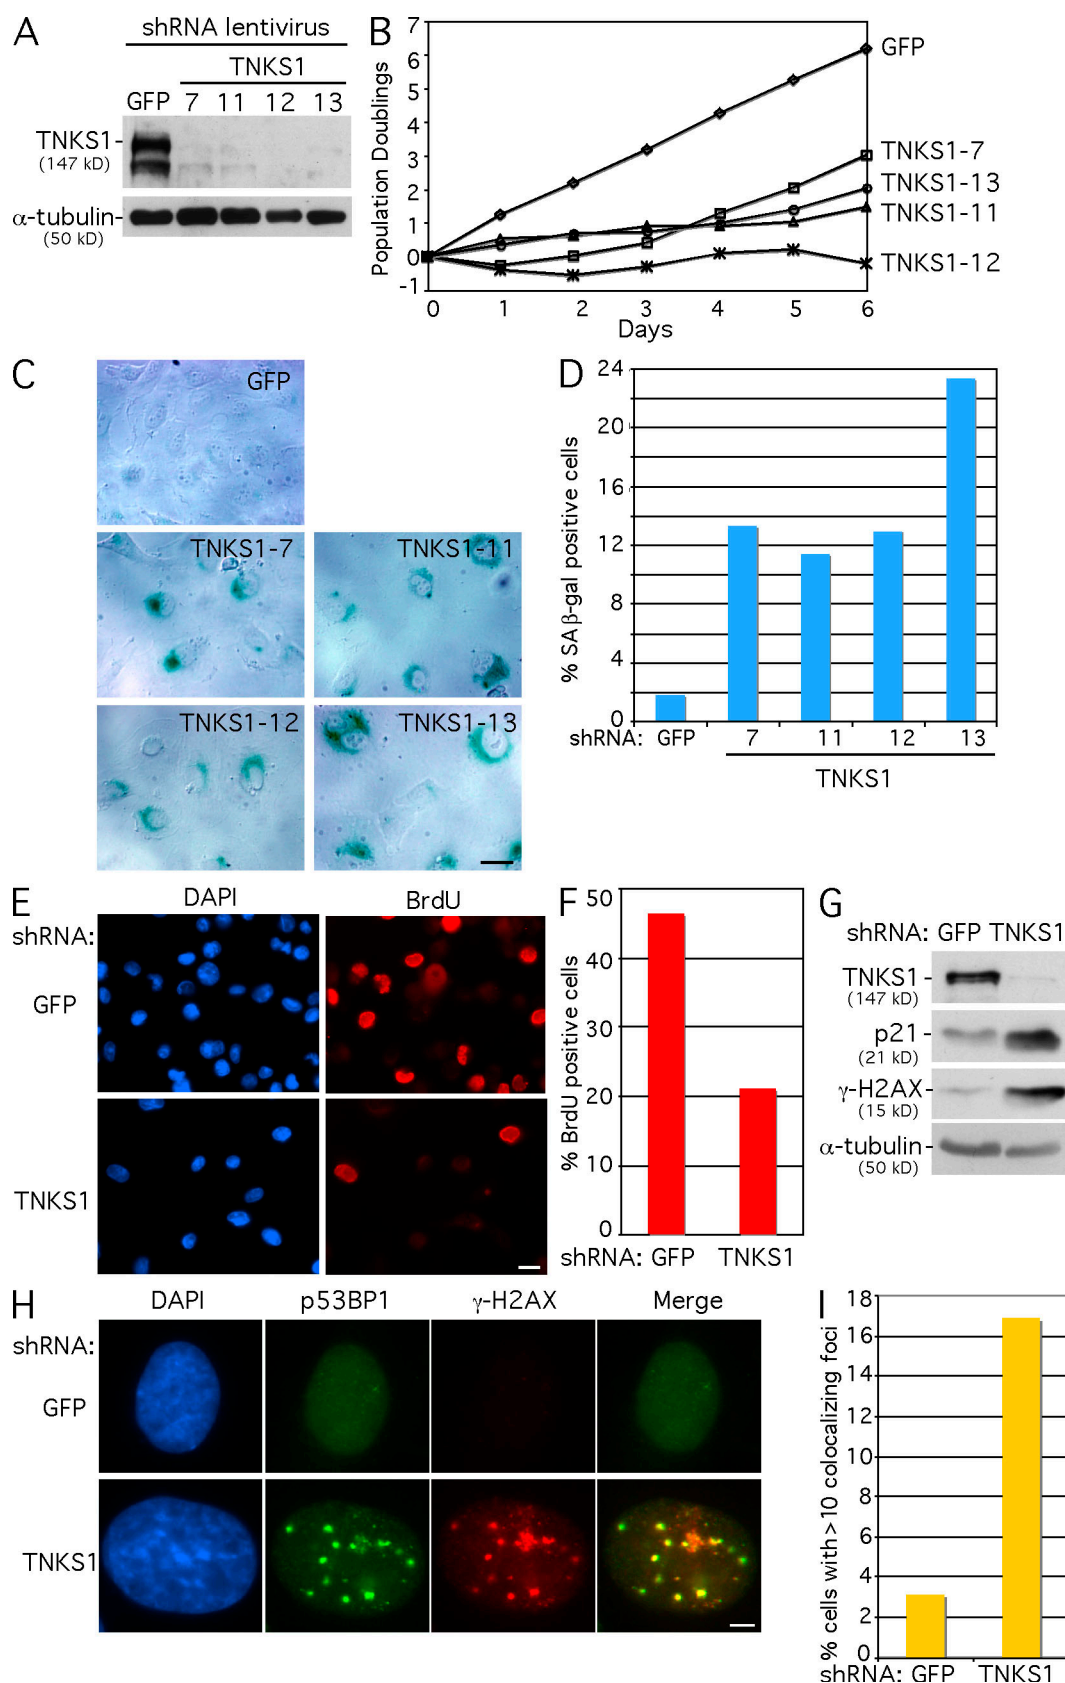 A
shRNA lentivirus
TNKS1
GFP 7 11 12 13
TNKS1
(147 kD)
α-tubulin
(50 kD)
B
Population Doublings
7
6
5
4
3
2
1
0
-1
0 1 2 3 4 5 6
Days
GFP
TNKS1-7
TNKS1-13
TNKS1-11
TNKS1-12
C
GFP
TNKS1-7
TNKS1-11
TNKS1-12
TNKS1-13
D
% SA β-gal positive cells
24
20
16
12
8
4
0
shRNA: GFP 7 11 12 13
TNKS1
E
DAPI BrdU
shRNA:
GFP
TNKS1
F
% BrdU positive cells
50
40
30
20
10
0
shRNA: GFP TNKS1
G
shRNA: GFP TNKS1
TNKS1
(147 kD)
p21
(21 kD)
γ-H2AX
(15 kD)
α-tubulin
(50 kD)
H
DAPI p53BP1 γ-H2AX Merge
shRNA:
GFP
TNKS1
I
% cells with >10 colocalizing foci
18
16
14
12
10
8
6
4
2
0
shRNA: GFP TNKS1